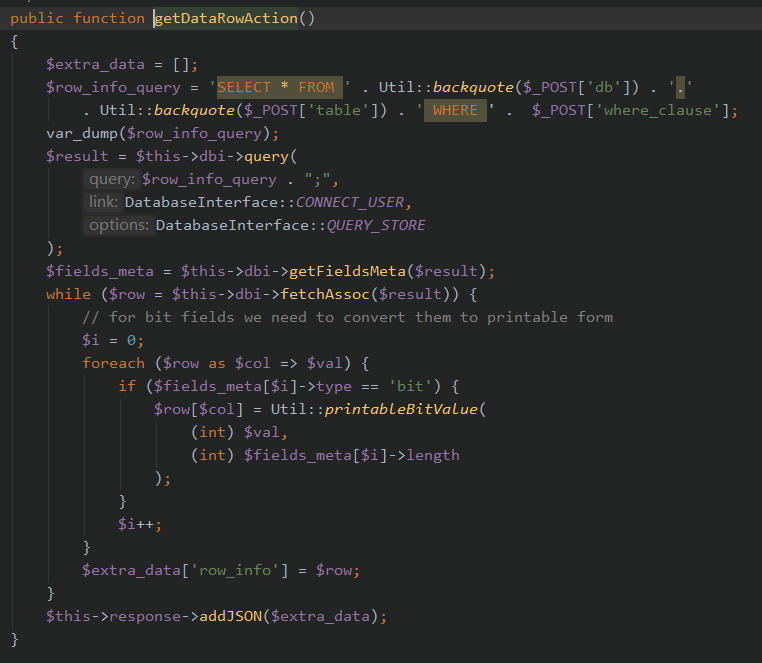 public function getDataRowAction()
{
    $extra_data = [];
    $row_info_query = 'SELECT * FROM ' . Util::backquote($_POST['db']) . '.'
        . Util::backquote($_POST['table']) . ' WHERE ' .  $_POST['where_clause'];
    var_dump($row_info_query);
    $result = $this->dbi->query(
        query: $row_info_query . ";",
        link: DatabaseInterface::CONNECT_USER,
        options: DatabaseInterface::QUERY_STORE
    );
    $fields_meta = $this->dbi->getFieldsMeta($result);
    while ($row = $this->dbi->fetchAssoc($result)) {
        // for bit fields we need to convert them to printable form
        $i = 0;
        foreach ($row as $col => $val) {
            if ($fields_meta[$i]->type == 'bit') {
                $row[$col] = Util::printableBitValue(
                    (int) $val,
                    (int) $fields_meta[$i]->length
                );
            }
            $i++;
        }
        $extra_data['row_info'] = $row;
    }
    $this->response->addJSON($extra_data);
}